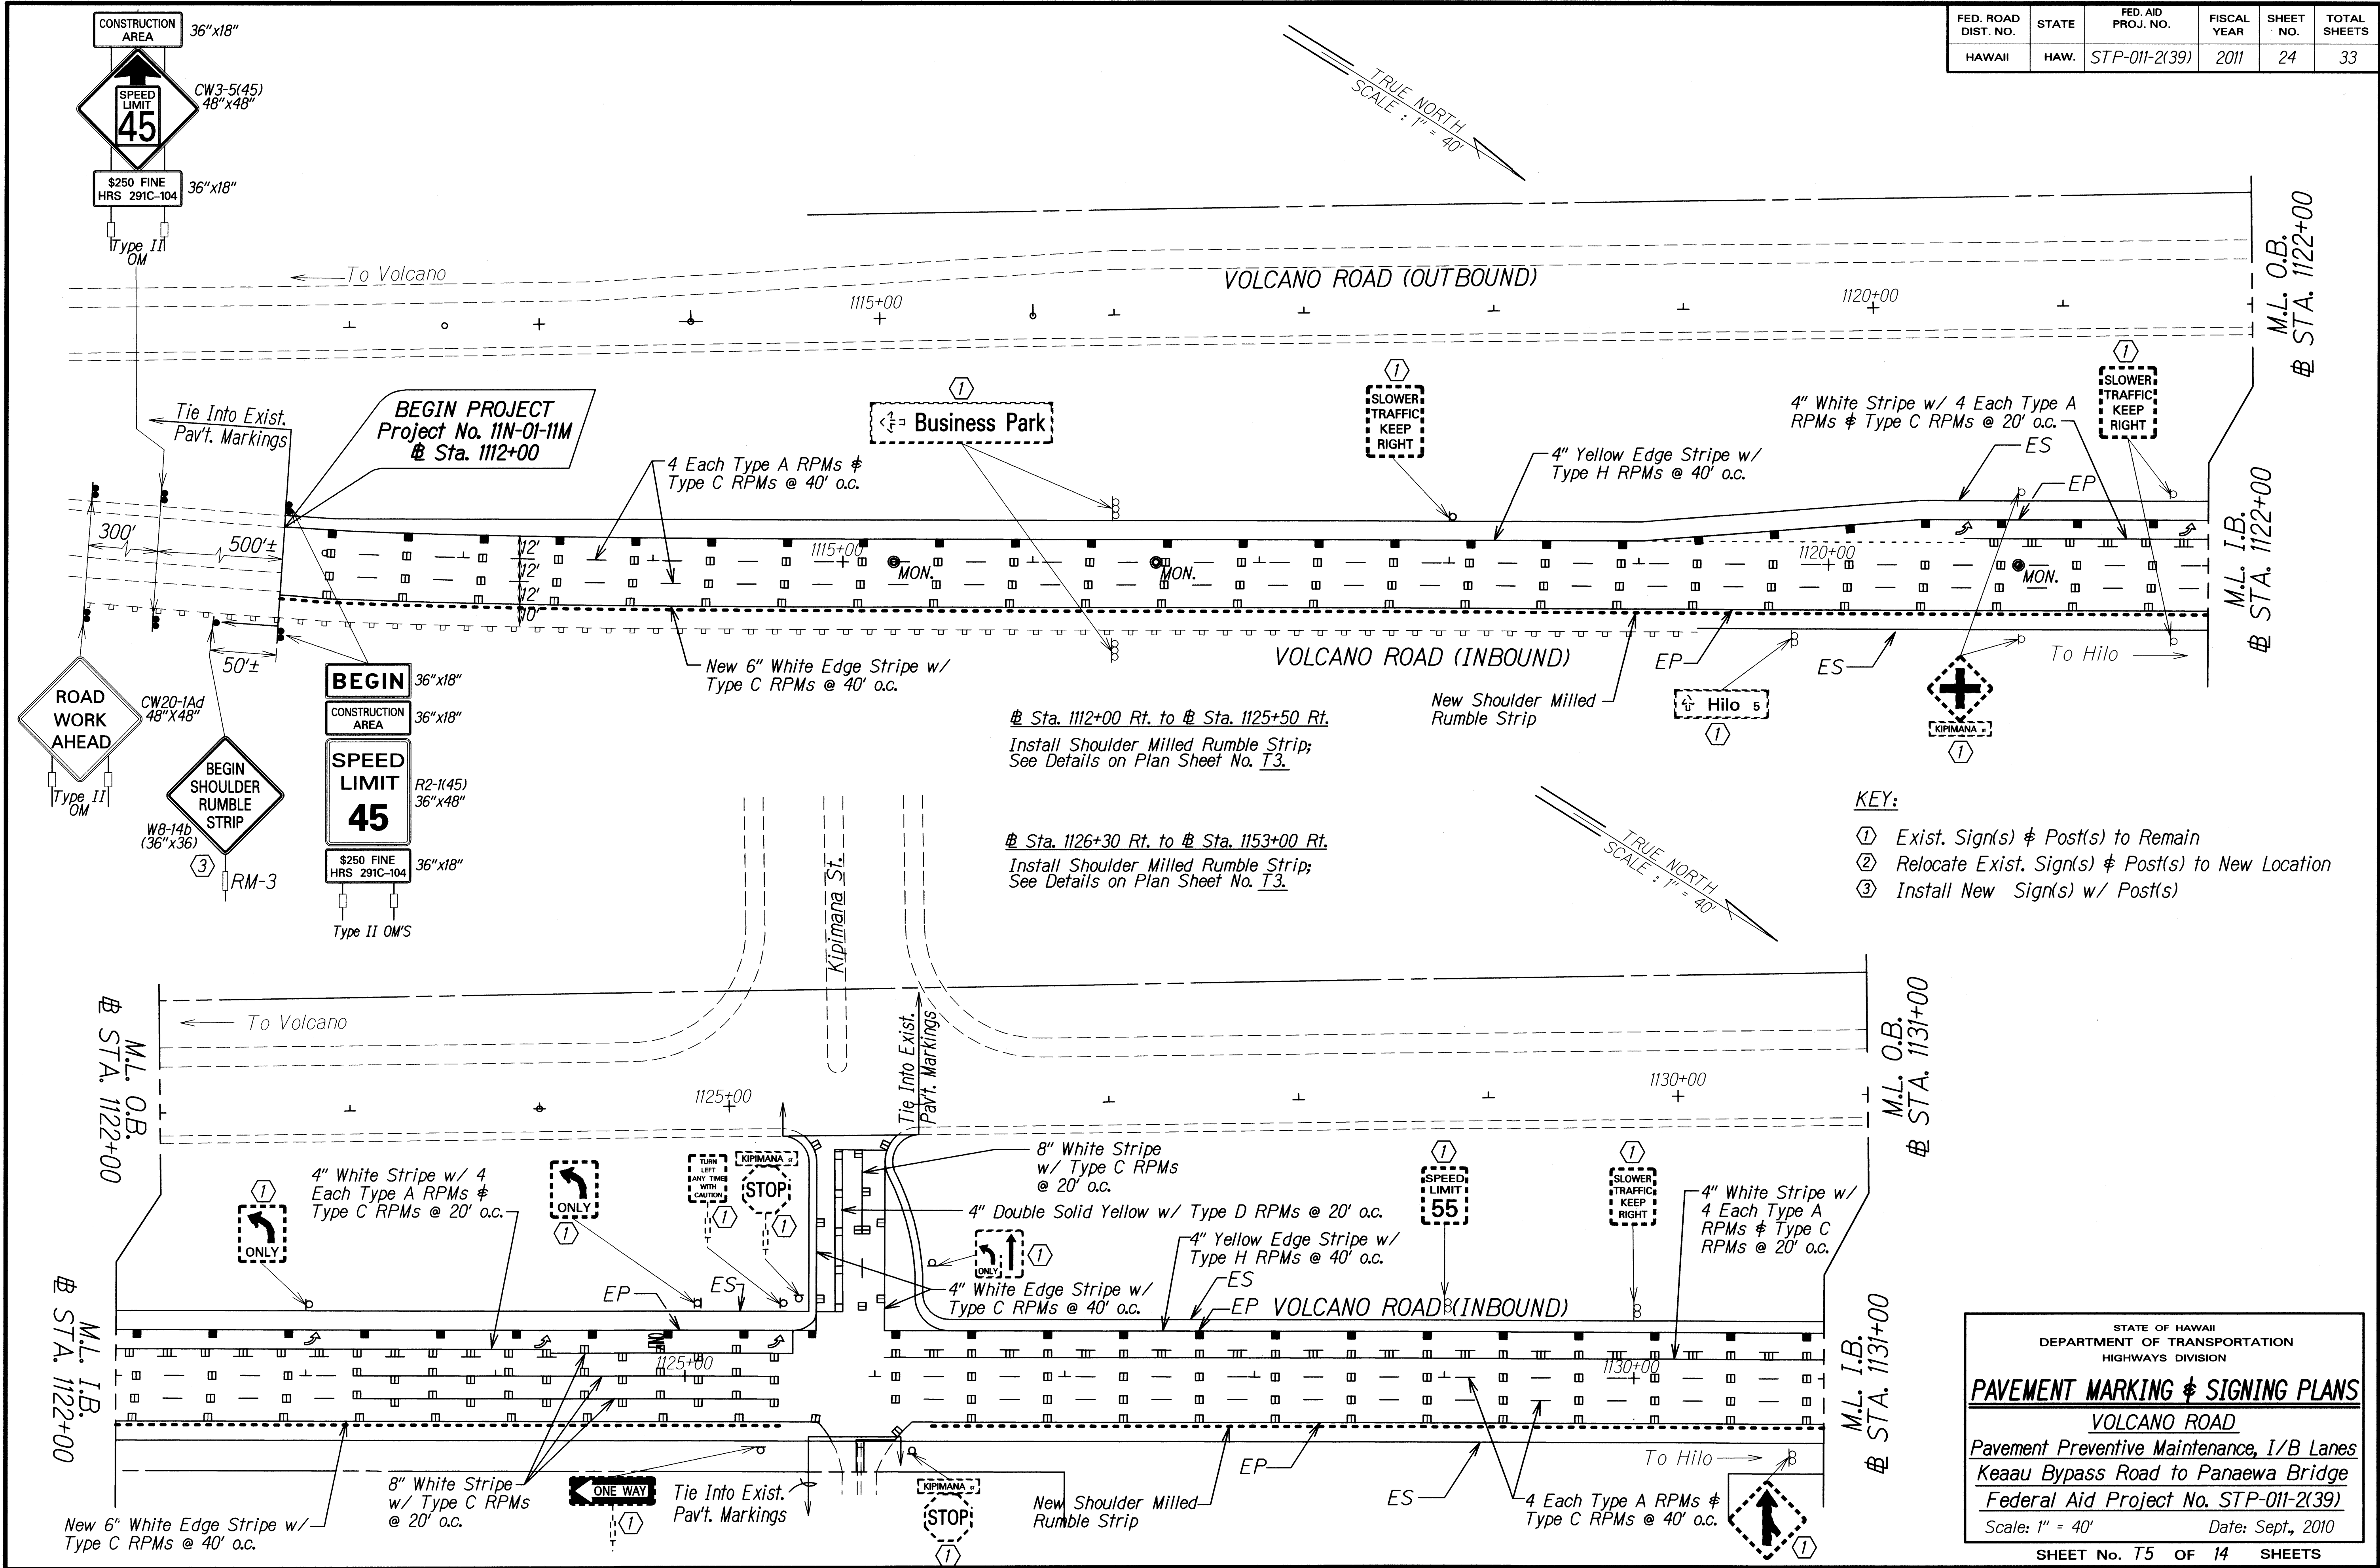 FED. ROAD DIST. NO.
STATE
FED. AID PROJ. NO.
FISCAL YEAR
SHEET NO.
TOTAL SHEETS
HAWAII
HAW.
STP-011-2(39)
2011
24
33
CONSTRUCTION
AREA
36"x18"
SPEED
LIMIT
45
CW3-5(45)
48"x48"
$250 FINE
HRS 291C-104
36"x18"
Type II
OM
TRUE NORTH
SCALE : 1" = 40'
To Volcano
VOLCANO ROAD (OUTBOUND)
1115+00
1120+00
M.L. O.B.
℄ STA. 1122+00
Tie Into Exist.
Pav't. Markings
BEGIN PROJECT
Project No. 11N-01-11M
℄ Sta. 1112+00
1
Business Park
1
SLOWER
TRAFFIC
KEEP
RIGHT
4" White Stripe w/ 4 Each Type A
RPMs & Type C RPMs @ 20' o.c.
1
SLOWER
TRAFFIC
KEEP
RIGHT
ES
EP
4 Each Type A RPMs &
Type C RPMs @ 40' o.c.
4" Yellow Edge Stripe w/
Type H RPMs @ 40' o.c.
300'
500'±
12'
12'
12'
10'
1115+00
MON.
MON.
1120+00
MON.
M.L. I.B.
℄ STA. 1122+00
50'±
New 6" White Edge Stripe w/
Type C RPMs @ 40' o.c.
VOLCANO ROAD (INBOUND)
EP
ES
To Hilo
ROAD
WORK
AHEAD
CW20-1Ad
48"X48"
Type II
OM
BEGIN
SHOULDER
RUMBLE
STRIP
W8-14b
(36"x36)
3
RM-3
BEGIN
36"x18"
CONSTRUCTION
AREA
36"x18"
SPEED
LIMIT
45
R2-1(45)
36"x48"
$250 FINE
HRS 291C-104
36"x18"
Type II OM'S
℄ Sta. 1112+00 Rt. to ℄ Sta. 1125+50 Rt.
Install Shoulder Milled Rumble Strip;
See Details on Plan Sheet No. T3.
New Shoulder Milled
Rumble Strip
Hilo 5
1
KIPIMANA ST
1
℄ Sta. 1126+30 Rt. to ℄ Sta. 1153+00 Rt.
Install Shoulder Milled Rumble Strip;
See Details on Plan Sheet No. T3.
TRUE NORTH
SCALE : 1" = 40'
KEY:
1 Exist. Sign(s) & Post(s) to Remain
2 Relocate Exist. Sign(s) & Post(s) to New Location
3 Install New Sign(s) w/ Post(s)
Kipimana St.
M.L. O.B.
℄ STA. 1122+00
To Volcano
1125+00
Tie Into Exist.
Pav't. Markings
1130+00
M.L. O.B.
℄ STA. 1131+00
1
ONLY
4" White Stripe w/ 4
Each Type A RPMs &
Type C RPMs @ 20' o.c.
ONLY
1
TURN
LEFT
ANY TIME
WITH
CAUTION
1
KIPIMANA ST
STOP
1
8" White Stripe
w/ Type C RPMs
@ 20' o.c.
4" Double Solid Yellow w/ Type D RPMs @ 20' o.c.
ONLY
1
4" Yellow Edge Stripe w/
Type H RPMs @ 40' o.c.
4" White Edge Stripe w/
Type C RPMs @ 40' o.c.
1
SPEED
LIMIT
55
1
SLOWER
TRAFFIC
KEEP
RIGHT
4" White Stripe w/
4 Each Type A
RPMs & Type C
RPMs @ 20' o.c.
EP
ES
ES
EP
VOLCANO ROAD (INBOUND)
M.L. I.B.
℄ STA. 1122+00
1125+00
1130+00
M.L. I.B.
℄ STA. 1131+00
New 6" White Edge Stripe w/
Type C RPMs @ 40' o.c.
8" White Stripe
w/ Type C RPMs
@ 20' o.c.
ONE WAY
1
Tie Into Exist.
Pav't. Markings
KIPIMANA ST
STOP
1
New Shoulder Milled
Rumble Strip
EP
ES
To Hilo
4 Each Type A RPMs &
Type C RPMs @ 40' o.c.
1
STATE OF HAWAII
DEPARTMENT OF TRANSPORTATION
HIGHWAYS DIVISION
PAVEMENT MARKING & SIGNING PLANS
VOLCANO ROAD
Pavement Preventive Maintenance, I/B Lanes
Keaau Bypass Road to Panaewa Bridge
Federal Aid Project No. STP-011-2(39)
Scale: 1" = 40'
Date: Sept., 2010
SHEET No. T5 OF 14 SHEETS